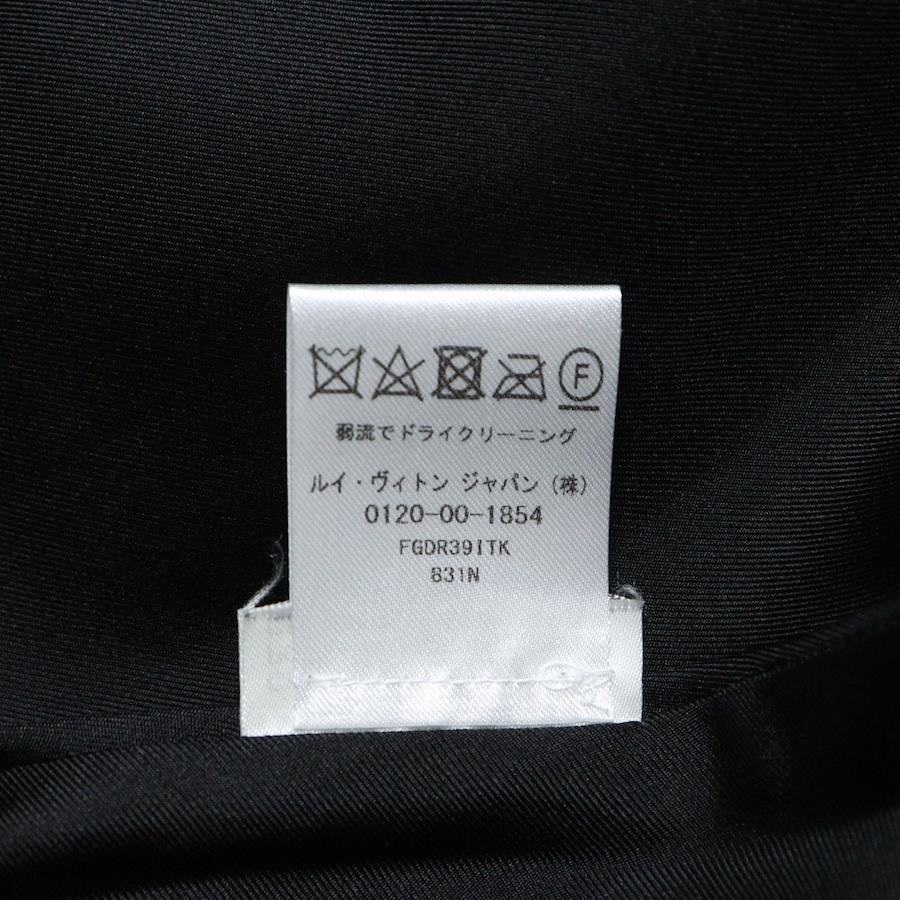 F
弱流でドライクリーニング
ルイ・ヴィトン ジャパン（株）
0120-00-1854
FGDR39ITK
831N